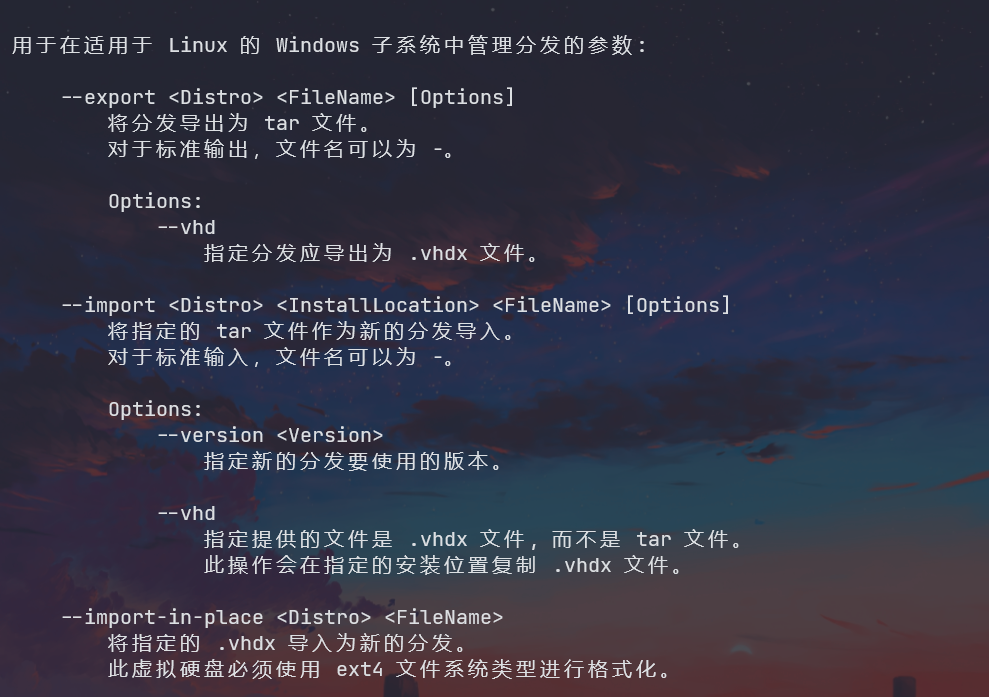 用于在适用于 Linux 的 Windows 子系统中管理分发的参数:
--export <Distro> <FileName> [Options]
将分发导出为 tar 文件。
对于标准输出, 文件名可以为 -。
Options:
--vhd
指定分发应导出为 .vhdx 文件。
--import <Distro> <InstallLocation> <FileName> [Options]
将指定的 tar 文件作为新的分发导入。
对于标准输入, 文件名可以为 -。
Options:
--version <Version>
指定新的分发要使用的版本。
--vhd
指定提供的文件是 .vhdx 文件, 而不是 tar 文件。
此操作会在指定的安装位置复制 .vhdx 文件。
--import-in-place <Distro> <FileName>
将指定的 .vhdx 导入为新的分发。
此虚拟硬盘必须使用 ext4 文件系统类型进行格式化。